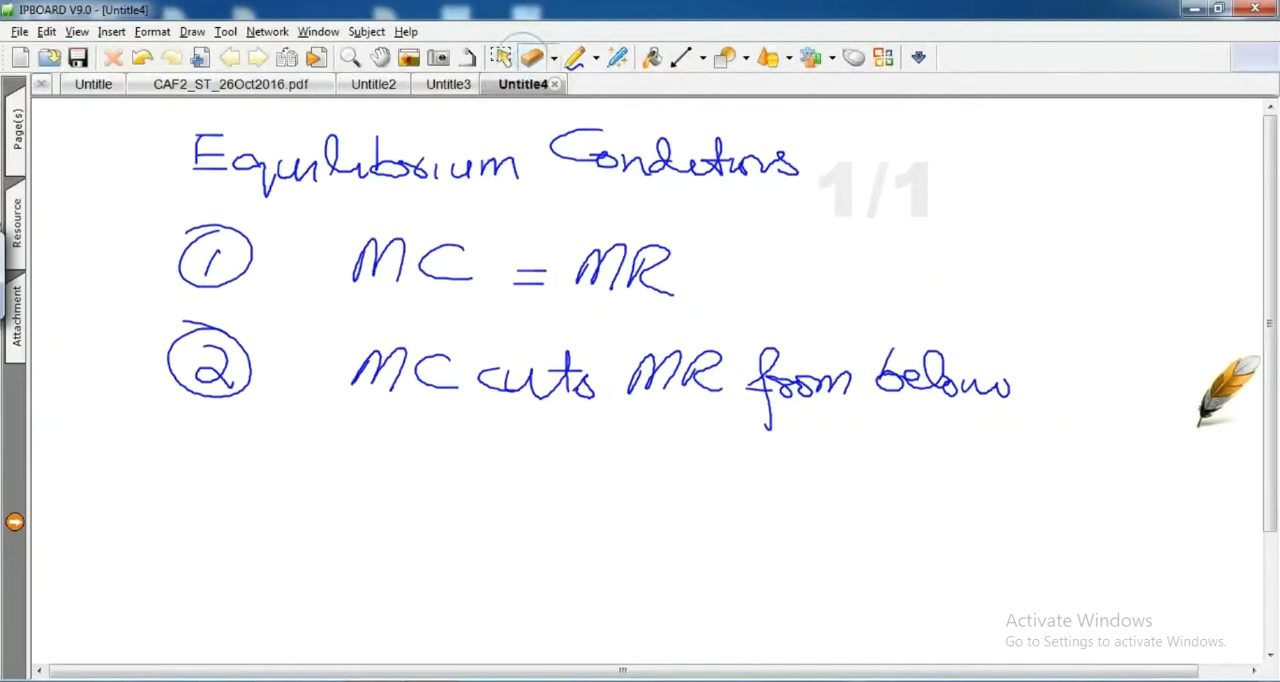 IPBOARD V9.0 - [Untitle4]
File Edit View Insert Format Draw Tool Network Window Subject Help
Untitle CAF2_ST_26Oct2016.pdf Untitle2 Untitle3 Untitle4
Page(s)
Resource
Attachment
Equilibrium Conditions
1/1
① MC = MR
② MC cuts MR from below
Activate Windows
Go to Settings to activate Windows.